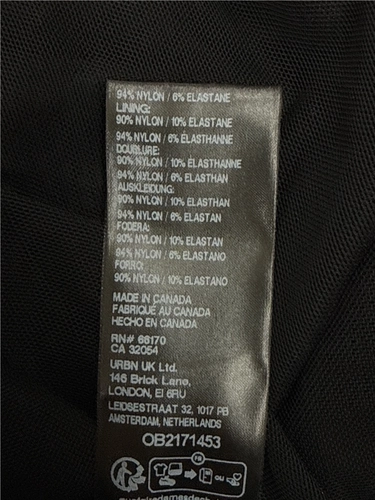 94% NYLON / 6% ELASTANE
LINING:
90% NYLON / 10% ELASTANE
94% NYLON / 6% ÉLASTHANNE
DOUBLURE:
90% NYLON / 10% ÉLASTHANNE
94% NYLON / 6% ELASTHAN
AUSKLEIDUNG:
90% NYLON / 10% ELASTHAN
94% NYLON / 6% ELASTAN
FODERA:
90% NYLON / 10% ELASTAN
94% NYLON / 6% ELASTANO
FORRO:
90% NYLON / 10% ELASTANO
MADE IN CANADA
FABRIQUÉ AU CANADA
HECHO EN CANADA
RN# 66170
CA 32054
URBN UK Ltd.
146 Brick Lane,
LONDON, E1 6RU
LEIDSESTRAAT 32, 1017 PB
AMSTERDAM, NETHERLANDS
OB2171453
FR
OU